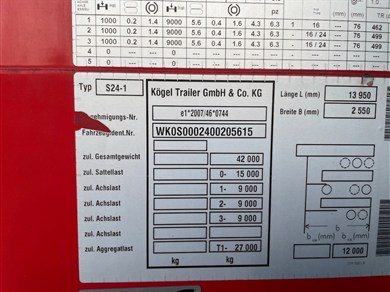 1 1000 0.2 1.4 9000 5.6 0.4 1.6 4.3 6.3 1 16 - 76 462
2 1000 0.2 1.4 9000 5.6 0.4 1.6 4.3 6.3 - 16 / 24 - - 76 499
3 1000 0.2 1.4 9000 5.6 0.4 1.6 4.3 6.3 - 16 / 24 - - 76 499
4 0
5 0
Typ S24-1 Kögel Trailer GmbH & Co. KG Länge L (mm) 13 950
nehmigungs-Nr. e1*2007/46*0744 Breite B (mm) 2 550
Fahrzeugident.Nr. WK0S0002400205615
zul. Gesamtgewicht 42 000
zul. Sattellast 0- 15 000
zul. Achslast 1- 9 000
zul. Achslast 2- 9 000
zul. Achslast 3- 9 000
zul. Achslast
zul. Aggregatlast T1- 27 000
kg kg
b
(mm) (mm)
12 000